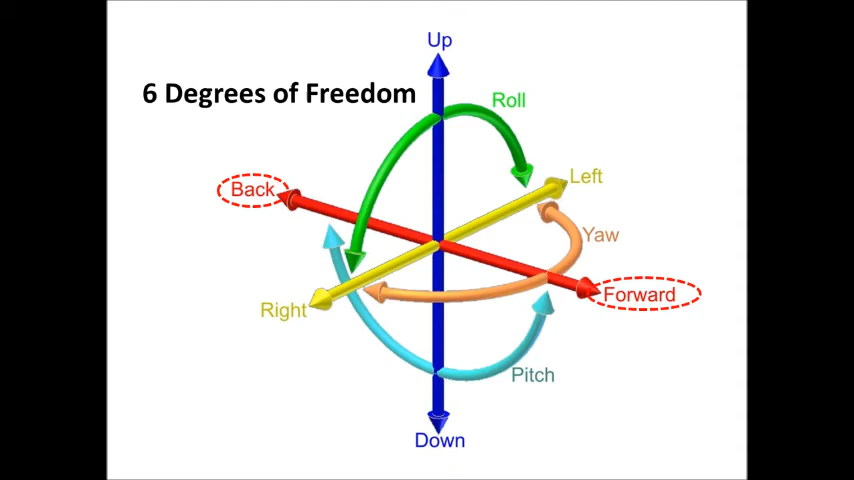 Up
6 Degrees of Freedom
Roll
Left
Back
Yaw
Forward
Right
Pitch
Down